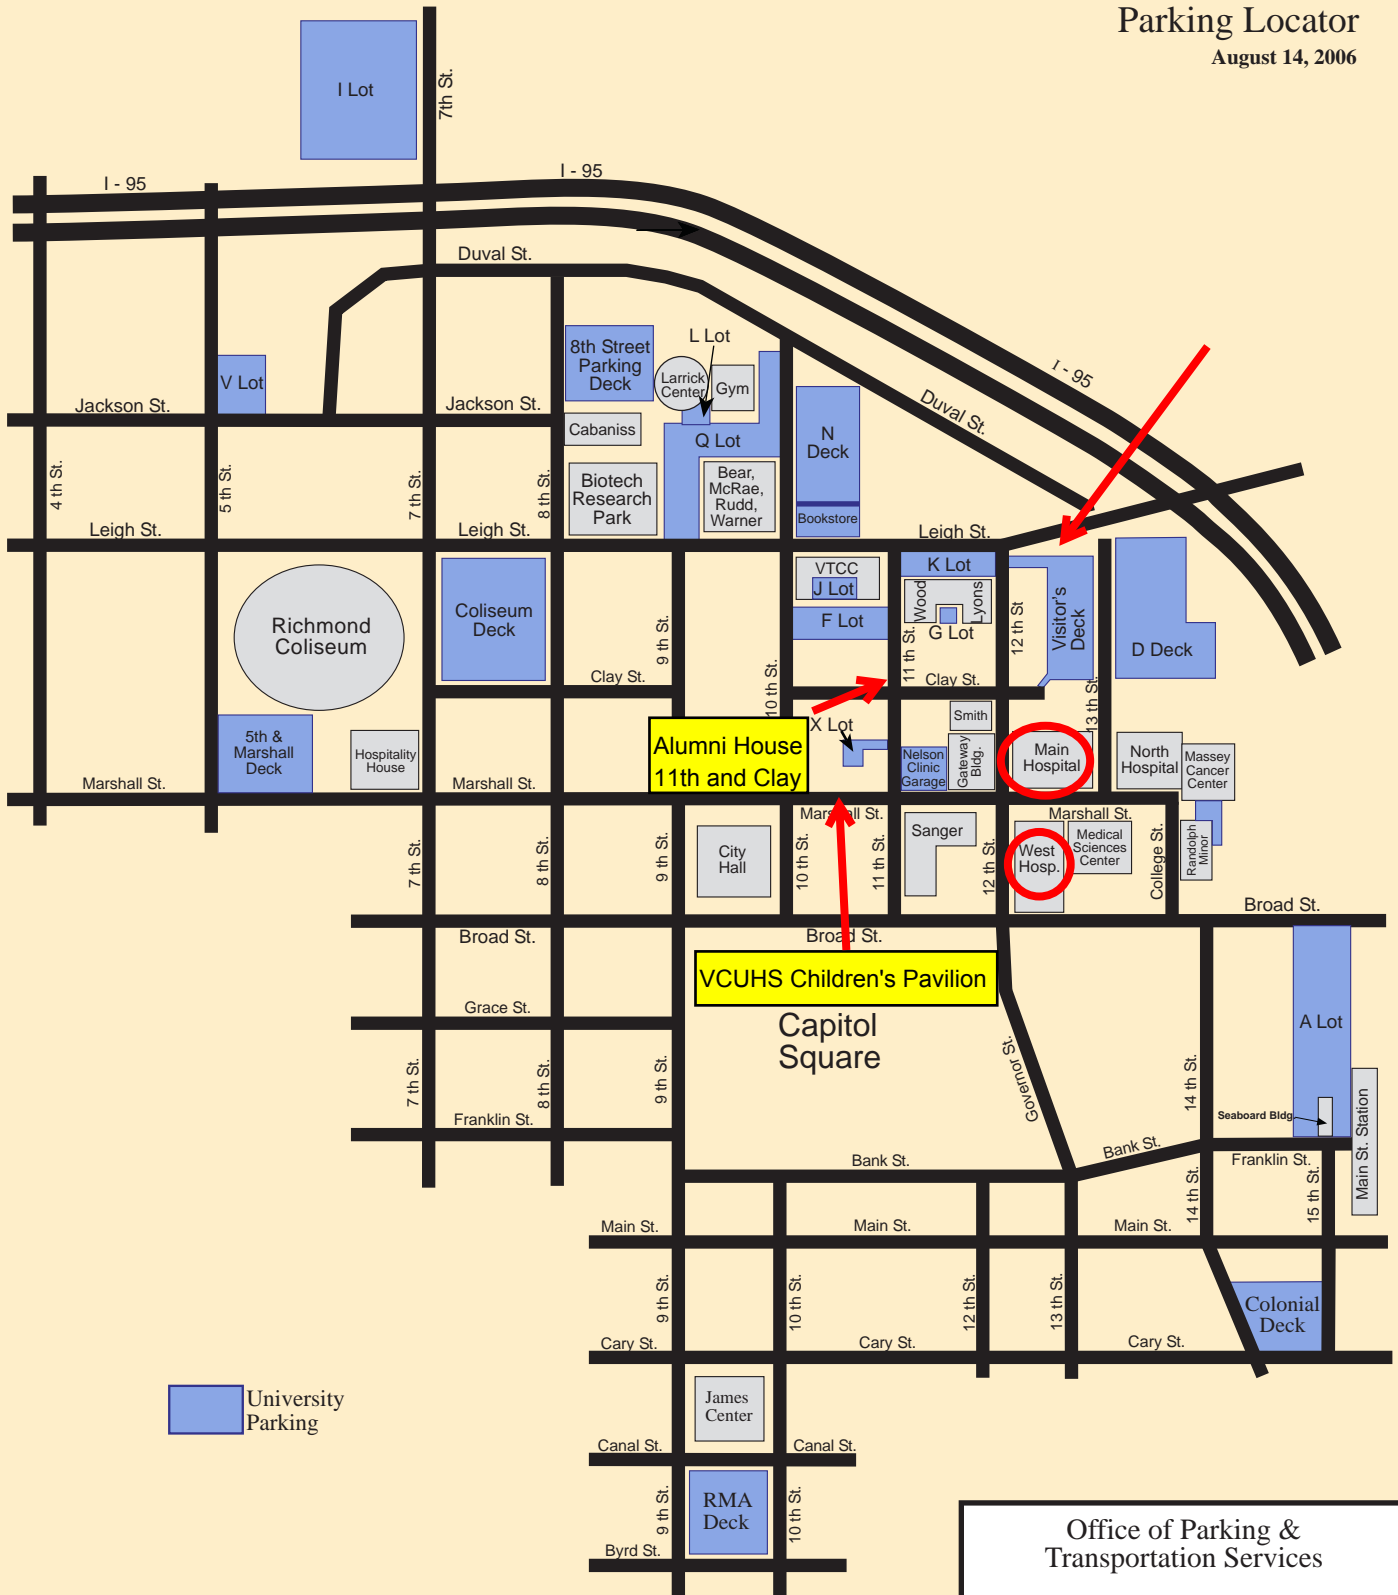 Parking Locator
August 14, 2006
I Lot
7th St.
I - 95
I - 95
Duval St.
L Lot
8th Street
Parking
Deck
Larrick
Center
Gym
V Lot
I - 95
Jackson St.
Jackson St.
Duval St.
Cabaniss
Q Lot
N
Deck
4 th St.
5 th St.
7 th St.
8 th St.
Biotech
Research
Park
Bear,
McRae,
Rudd,
Warner
Bookstore
Leigh St.
Leigh St.
Leigh St.
VTCC
J Lot
K Lot
Wood
Lyons
G Lot
F Lot
12 th St
Visitor's
Deck
D Deck
Richmond
Coliseum
Coliseum
Deck
9 th St.
10 th St.
11 th St.
13 th St.
Clay St.
Clay St.
X Lot
Smith
5th &
Marshall
Deck
Hospitality
House
Alumni House
11th and Clay
Nelson
Clinic
Garage
Gateway
Bldg.
Main
Hospital
North
Hospital
Massey
Cancer
Center
Marshall St.
Marshall St.
Marshall St.
Marshall St.
7 th St.
8 th St.
9 th St.
City
Hall
10 th St.
11 th St.
Sanger
12 th St.
West
Hosp.
Medical
Sciences
Center
College St.
Randolph
Minor
Broad St.
Broad St.
Broad St.
VCUHS Children's Pavilion
Grace St.
Capitol
Square
A Lot
7 th St.
8 th St.
9 th St.
Governor St.
14 th St.
Seaboard Bldg.
Main St. Station
Franklin St.
Bank St.
Bank St.
Franklin St.
14 th St.
15 th St.
Main St.
Main St.
Main St.
9 th St.
10 th St.
12 th St.
13 th St.
Colonial
Deck
Cary St.
Cary St.
Cary St.
University
Parking
James
Center
Canal St.
Canal St.
9 th St.
RMA
Deck
10 th St.
Byrd St.
Office of Parking &
Transportation Services